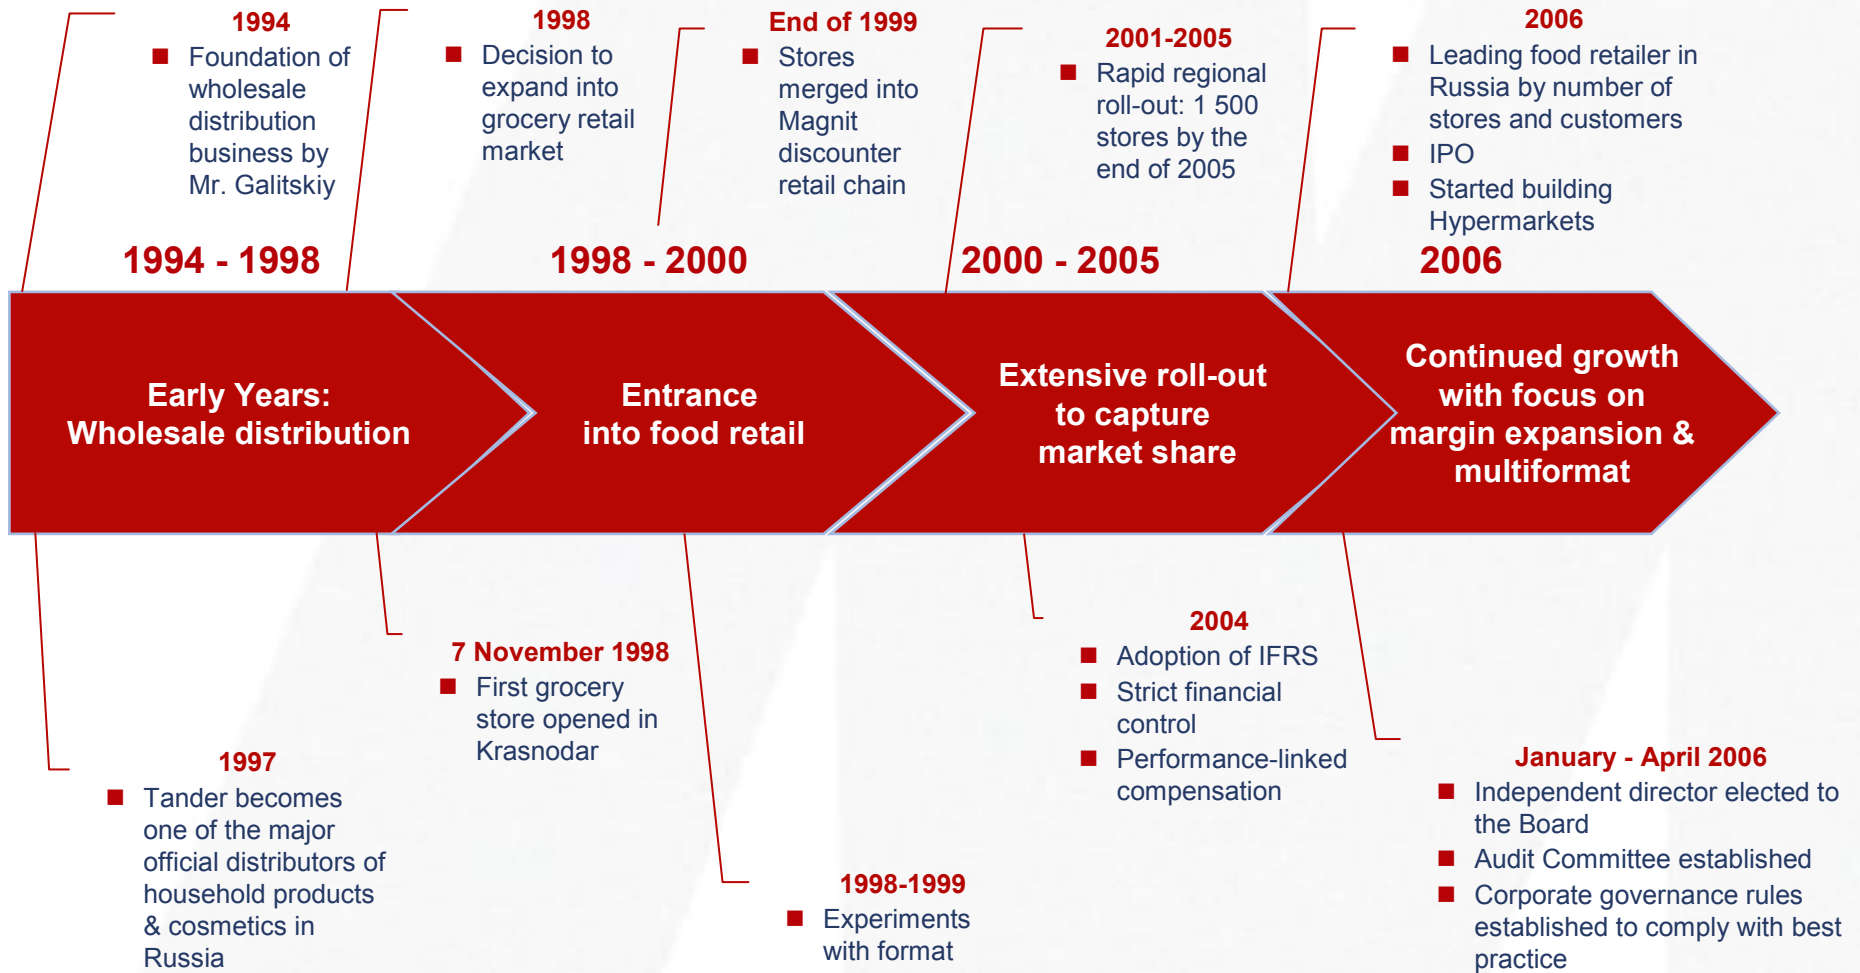 1994
Foundation of
wholesale
distribution
business by
Mr. Galitskiy
1998
Decision to
expand into
grocery retail
market
End of 1999
Stores
merged into
Magnit
discounter
retail chain
2001-2005
Rapid regional
roll-out: 1 500
stores by the
end of 2005
2006
Leading food retailer in
Russia by number of
stores and customers
IPO
Started building
Hypermarkets
1994 - 1998
1998 - 2000
2000 - 2005
2006
Early Years:
Wholesale distribution
Entrance
into food retail
Extensive roll-out
to capture
market share
Continued growth
with focus on
margin expansion &
multiformat
1997
Tander becomes
one of the major
official distributors of
household products
& cosmetics in
Russia
7 November 1998
First grocery
store opened in
Krasnodar
1998-1999
Experiments
with format
2004
Adoption of IFRS
Strict financial
control
Performance-linked
compensation
January - April 2006
Independent director elected to
the Board
Audit Committee established
Corporate governance rules
established to comply with best
practice